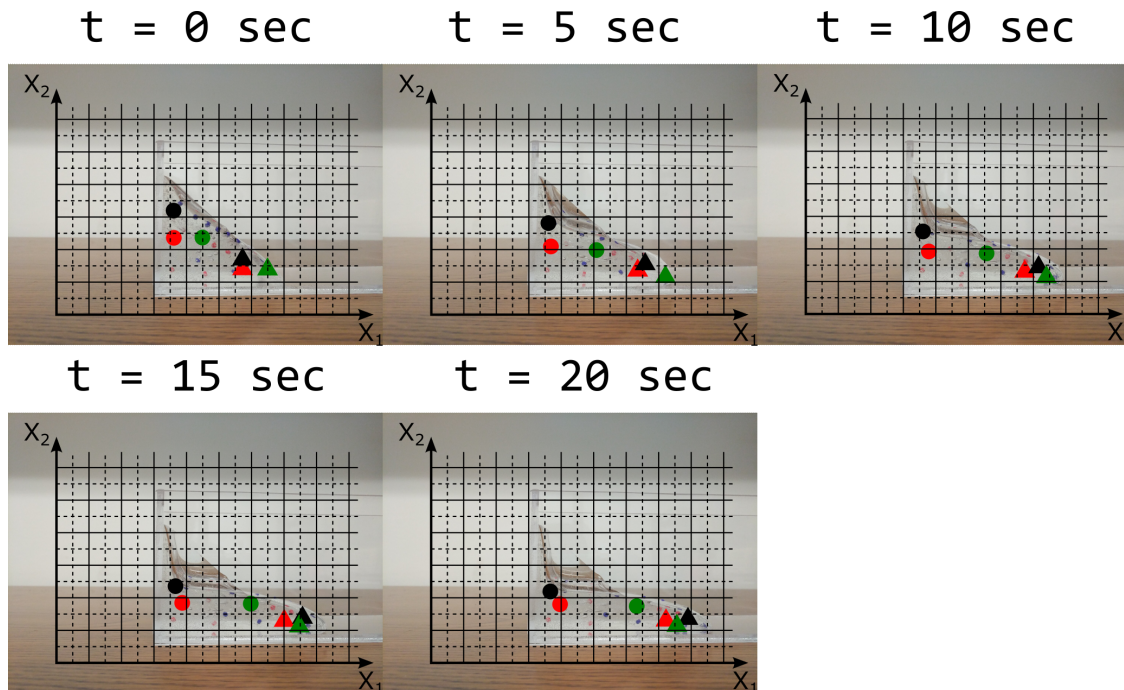 t = 0 sec
t = 5 sec
t = 10 sec
X2
X2
X2
X1
X1
X
t = 15 sec
t = 20 sec
X2
X2
X1
X1